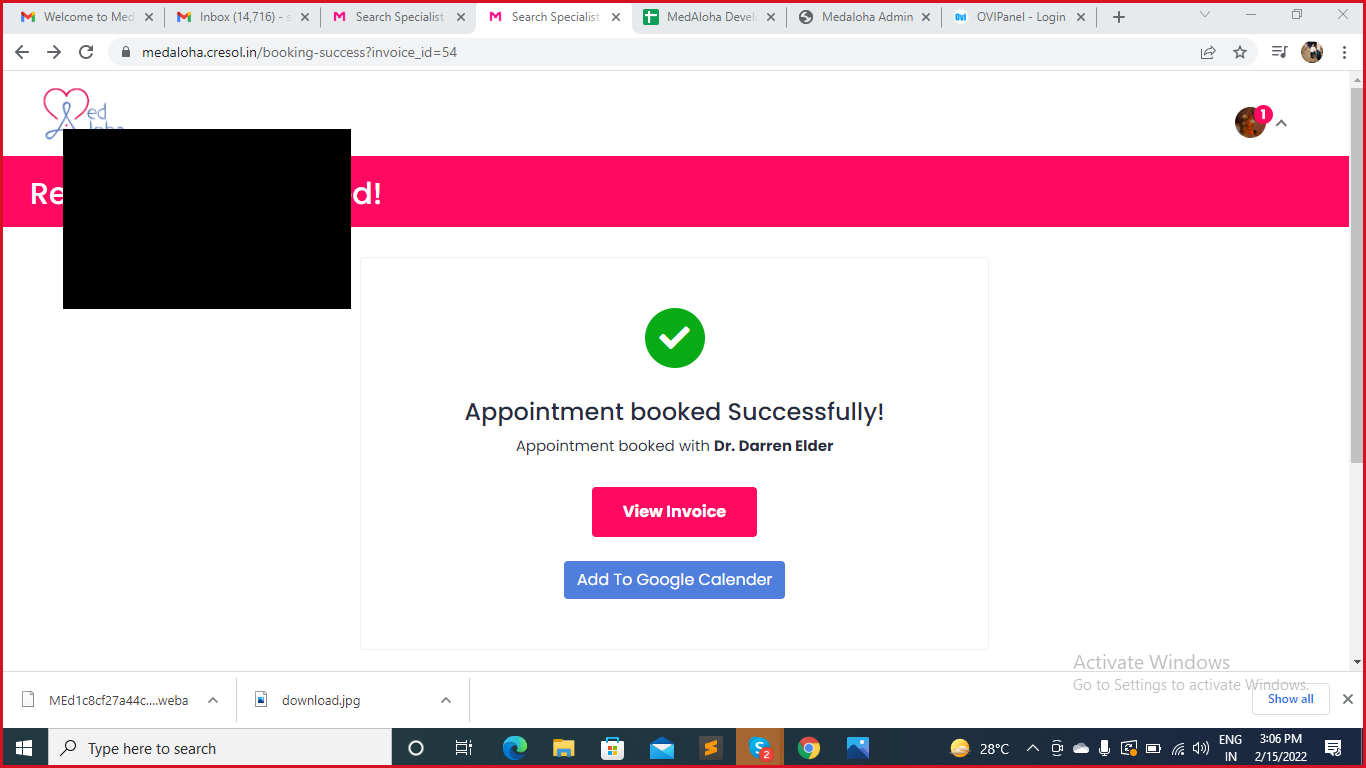 Welcome to Med
Inbox (14,716) - s
Search Specialist
Search Specialist
MedAloha Devel
Medaloha Admin
OVIPanel - Login
medaloha.cresol.in/booking-success?invoice_id=54
ed
1
Re
d!
Appointment booked Successfully!
Appointment booked with Dr. Darren Elder
View Invoice
Add To Google Calender
Activate Windows
Go to Settings to activate Windows.
MEd1c8cf27a44c....weba
download.jpg
Show all
Type here to search
2
28°C
ENG
IN
3:06 PM
2/15/2022